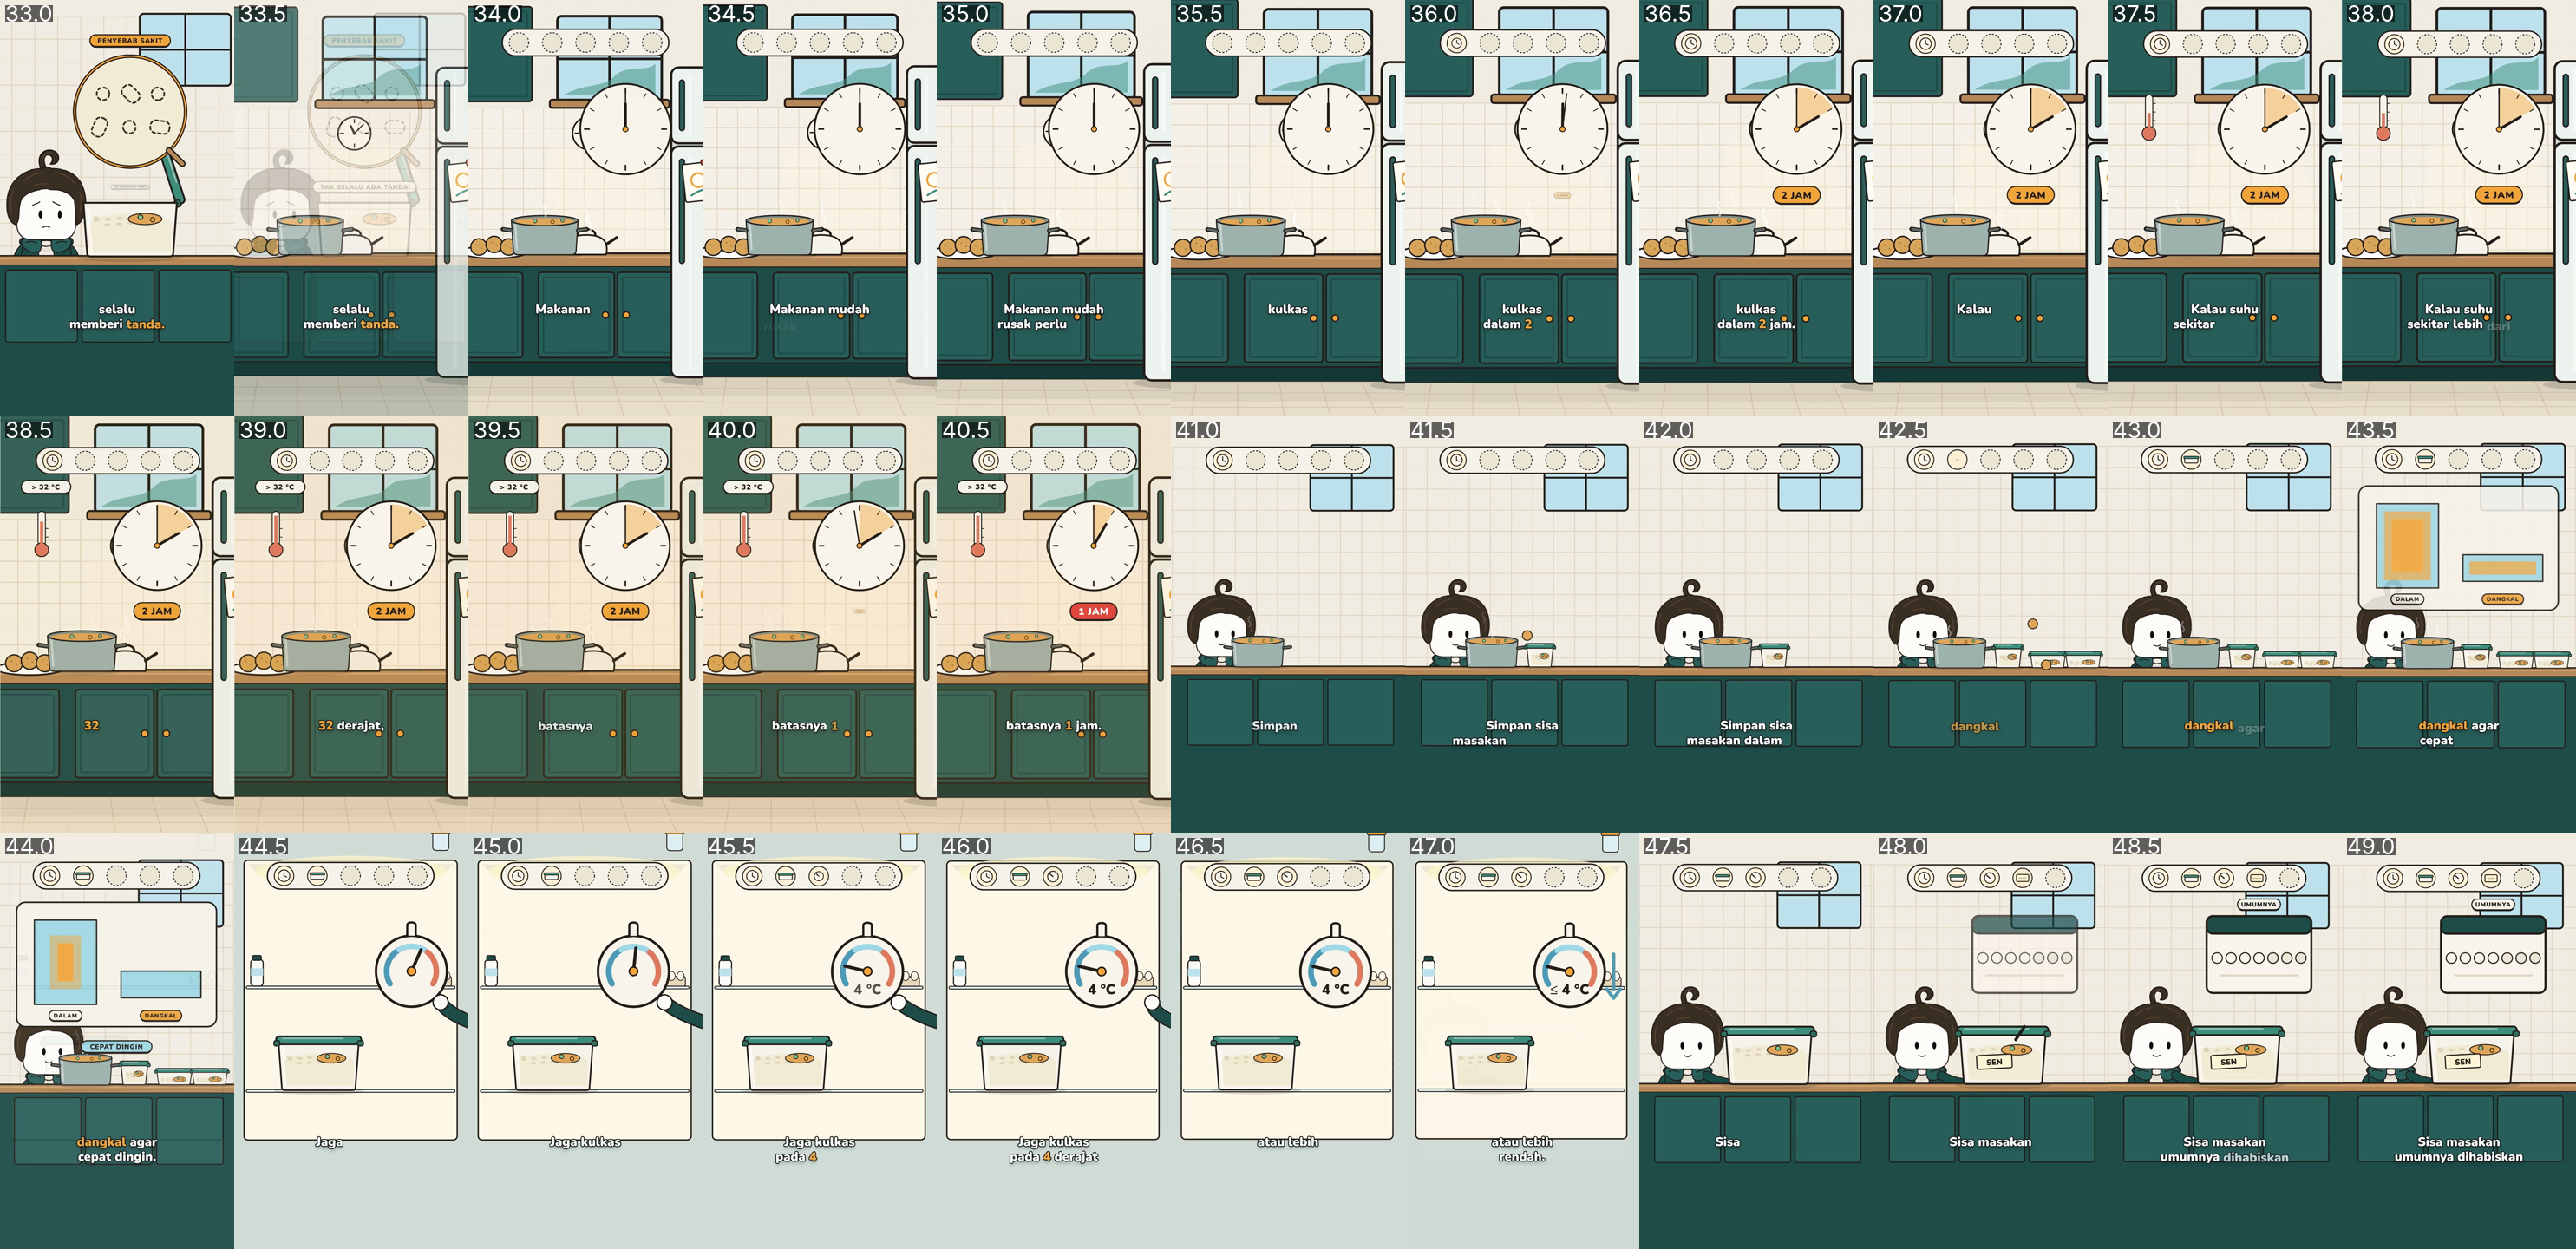 33.0
PENYEBAB SAKIT
selalu
memberi tanda.
33.5
PENYEBAB SAKIT
TAK SELALU ADA TANDA
selalu
memberi tanda.
34.0
Makanan
34.5
Makanan mudah
rusak
35.0
Makanan mudah
rusak perlu
35.5
kulkas
36.0
kulkas
dalam 2
36.5
2 JAM
kulkas
dalam 2 jam.
37.0
2 JAM
Kalau
37.5
2 JAM
Kalau suhu
sekitar
38.0
2 JAM
Kalau suhu
sekitar lebih dari
38.5
> 32 °C
2 JAM
32
39.0
> 32 °C
2 JAM
32 derajat,
39.5
> 32 °C
2 JAM
batasnya
40.0
> 32 °C
batasnya 1
40.5
> 32 °C
1 JAM
batasnya 1 jam.
41.0
Simpan
41.5
Simpan sisa
masakan
42.0
Simpan sisa
masakan dalam
42.5
dangkal
43.0
dangkal agar
43.5
DALAM
DANGKAL
dangkal agar
cepat
44.0
DALAM
DANGKAL
CEPAT DINGIN
dangkal agar
cepat dingin.
44.5
Jaga
45.0
Jaga kulkas
45.5
4 °C
Jaga kulkas
pada 4
46.0
4 °C
Jaga kulkas
pada 4 derajat
46.5
4 °C
atau lebih
47.0
≤ 4 °C
atau lebih
rendah.
47.5
Sisa
48.0
SEN
Sisa masakan
48.5
UMUMNYA
SEN
Sisa masakan
umumnya dihabiskan
49.0
UMUMNYA
SEN
Sisa masakan
umumnya dihabiskan